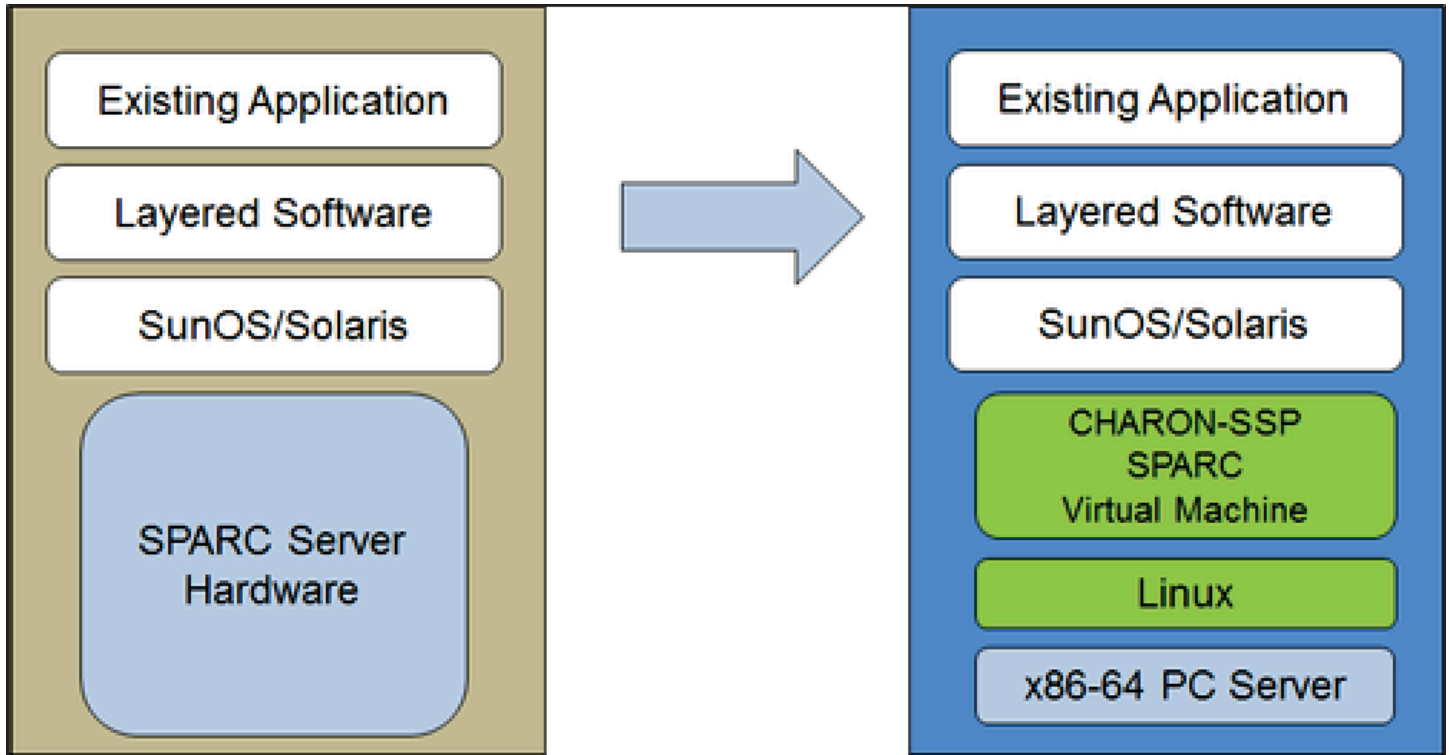 Existing Application
Layered Software
SunOS/Solaris
SPARC Server
Hardware
Existing Application
Layered Software
SunOS/Solaris
CHARON-SSP
SPARC
Virtual Machine
Linux
x86-64 PC Server